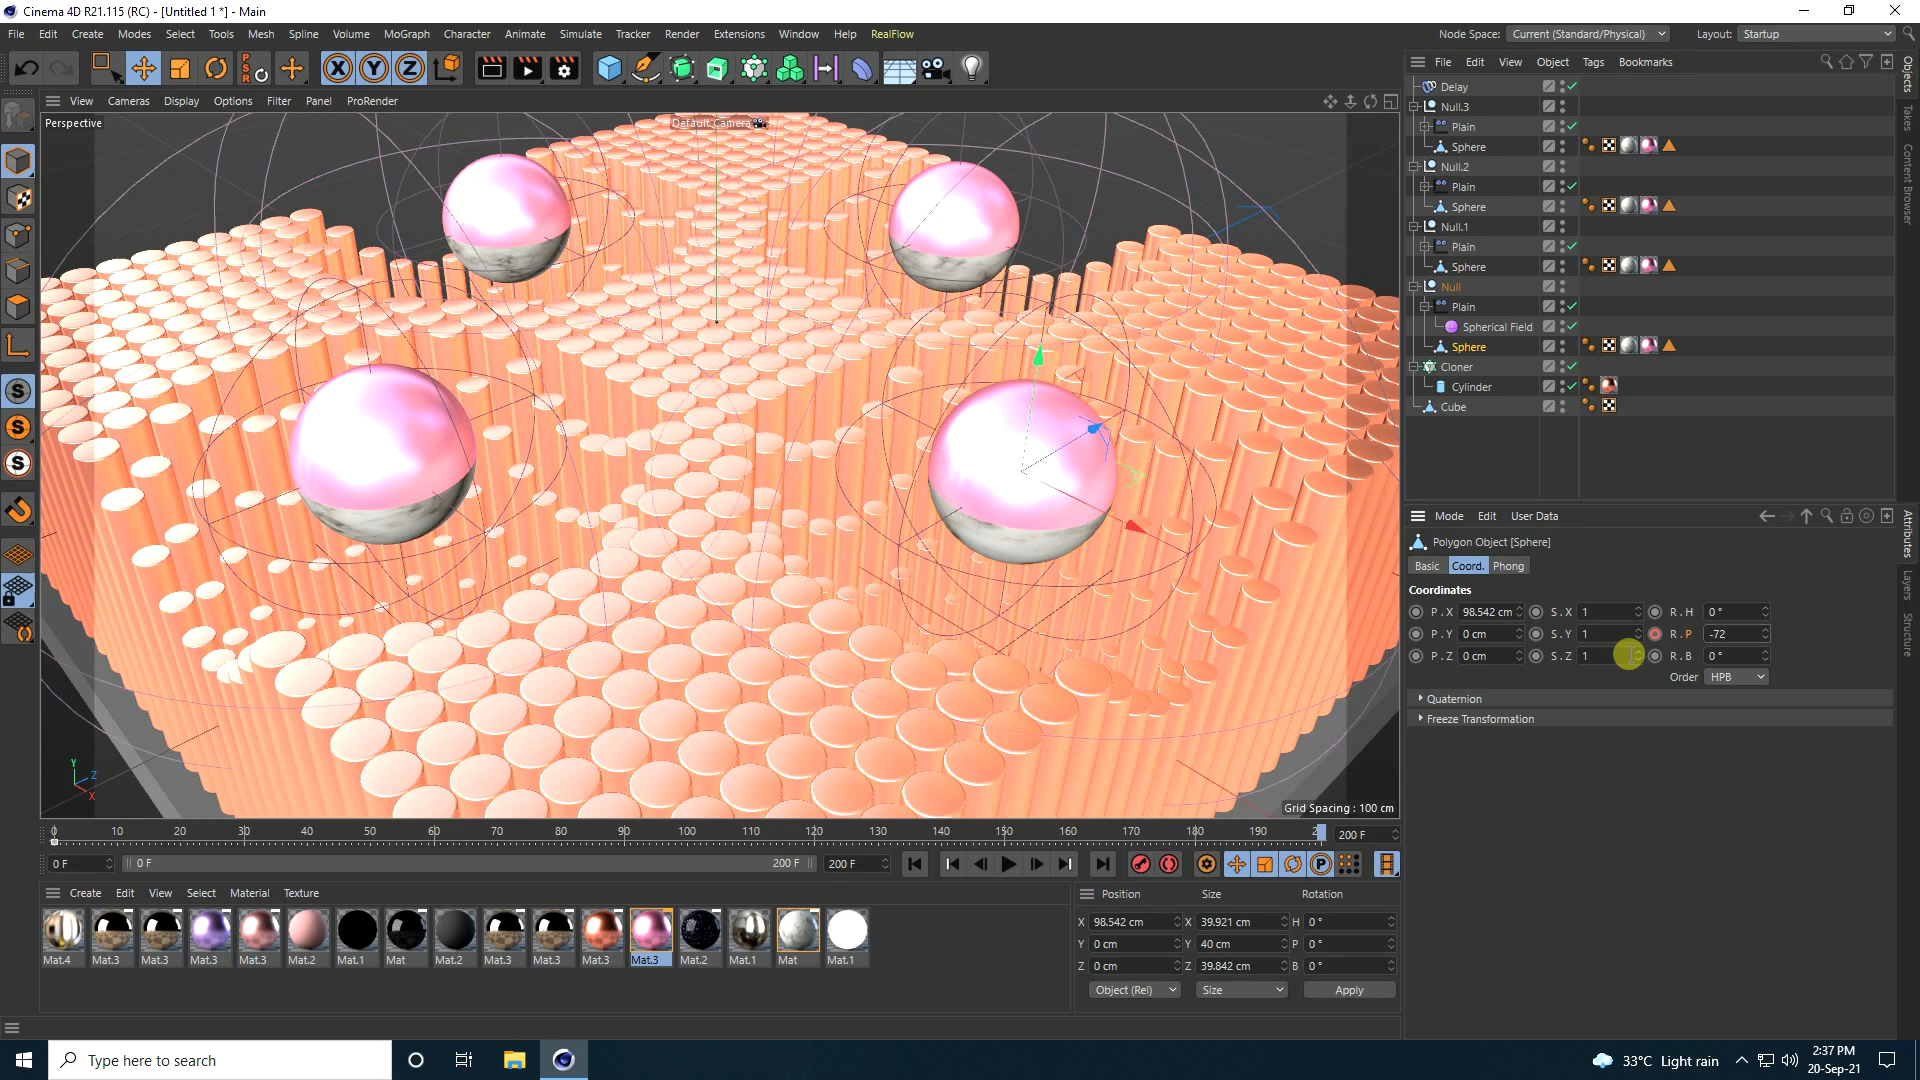 Cinema 4D R21.115 (RC) - [Untitled 1 *] - Main
File Edit Create Modes Select Tools Mesh Spline Volume MoGraph Character Animate Simulate Tracker Render Extensions Window Help RealFlow
Node Space: Current (Standard/Physical) Layout: Startup
View Cameras Display Options Filter Panel ProRender
Perspective
Default Camera
Grid Spacing : 100 cm
Y
Z
X
File Edit View Object Tags Bookmarks
Delay
Null.3
Plain
Sphere
Null.2
Plain
Sphere
Null.1
Plain
Sphere
Null
Plain
Spherical Field
Sphere
Cloner
Cylinder
Cube
Objects
Takes
Content Browser
Attributes
Layers
Structure
Mode Edit User Data
Polygon Object [Sphere]
Basic Coord. Phong
Coordinates
P . X 98.542 cm S . X 1 R . H 0 °
P . Y 0 cm S . Y 1 R . P -72
P . Z 0 cm S . Z 1 R . B 0 °
Order HPB
Quaternion
Freeze Transformation
0 10 20 30 40 50 60 70 80 90 100 110 120 130 140 150 160 170 180 190 200 F
0 F 0 F 200 F 200 F
Create Edit View Select Material Texture
Mat.4 Mat.3 Mat.3 Mat.3 Mat.3 Mat.2 Mat.1 Mat Mat.2 Mat.3 Mat.3 Mat.3 Mat.3 Mat.2 Mat.1 Mat Mat.1
Position Size Rotation
X 98.542 cm X 39.921 cm H 0 °
Y 0 cm Y 40 cm P 0 °
Z 0 cm Z 39.842 cm B 0 °
Object (Rel) Size Apply
Type here to search
33°C Light rain
2:37 PM
20-Sep-21